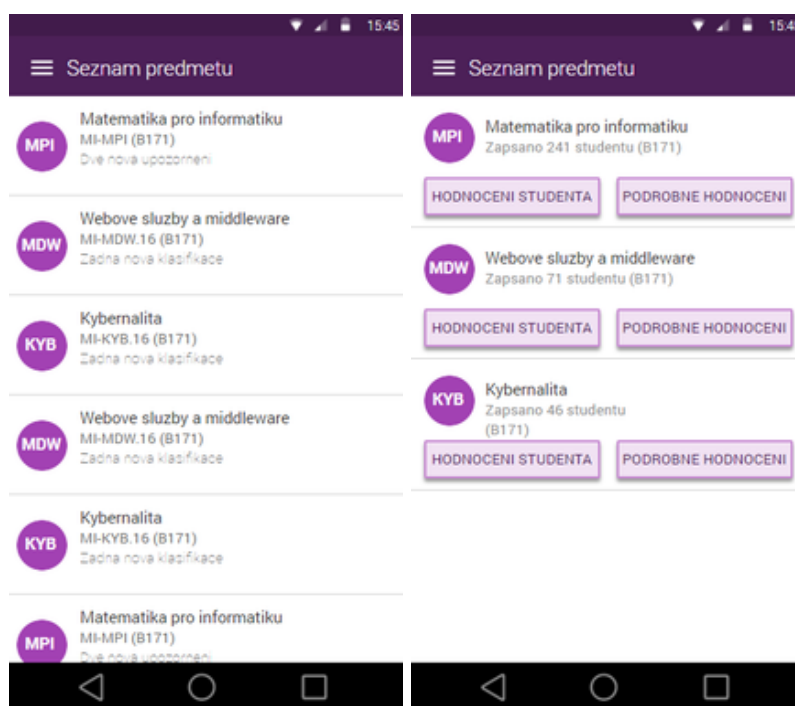 15:45
Seznam predmetu
MPI
Matematika pro informatiku
MI-MPI (B171)
Dve nova upozorneni
MDW
Webove sluzby a middleware
MI-MDW.16 (B171)
Zadna nova klasifikace
KYB
Kybernalita
MI-KYB.16 (B171)
Zadna nova klasifikace
MDW
Webove sluzby a middleware
MI-MDW.16 (B171)
Zadna nova klasifikace
KYB
Kybernalita
MI-KYB.16 (B171)
Zadna nova klasifikace
MPI
Matematika pro informatiku
MI-MPI (B171)
Dve nova upozorneni
15:4
Seznam predmetu
MPI
Matematika pro informatiku
Zapsano 241 studentu (B171)
HODNOCENI STUDENTA PODROBNE HODNOCENI
MDW
Webove sluzby a middleware
Zapsano 71 studentu (B171)
HODNOCENI STUDENTA PODROBNE HODNOCENI
KYB
Kybernalita
Zapsano 46 studentu
(B171)
HODNOCENI STUDENTA PODROBNE HODNOCENI